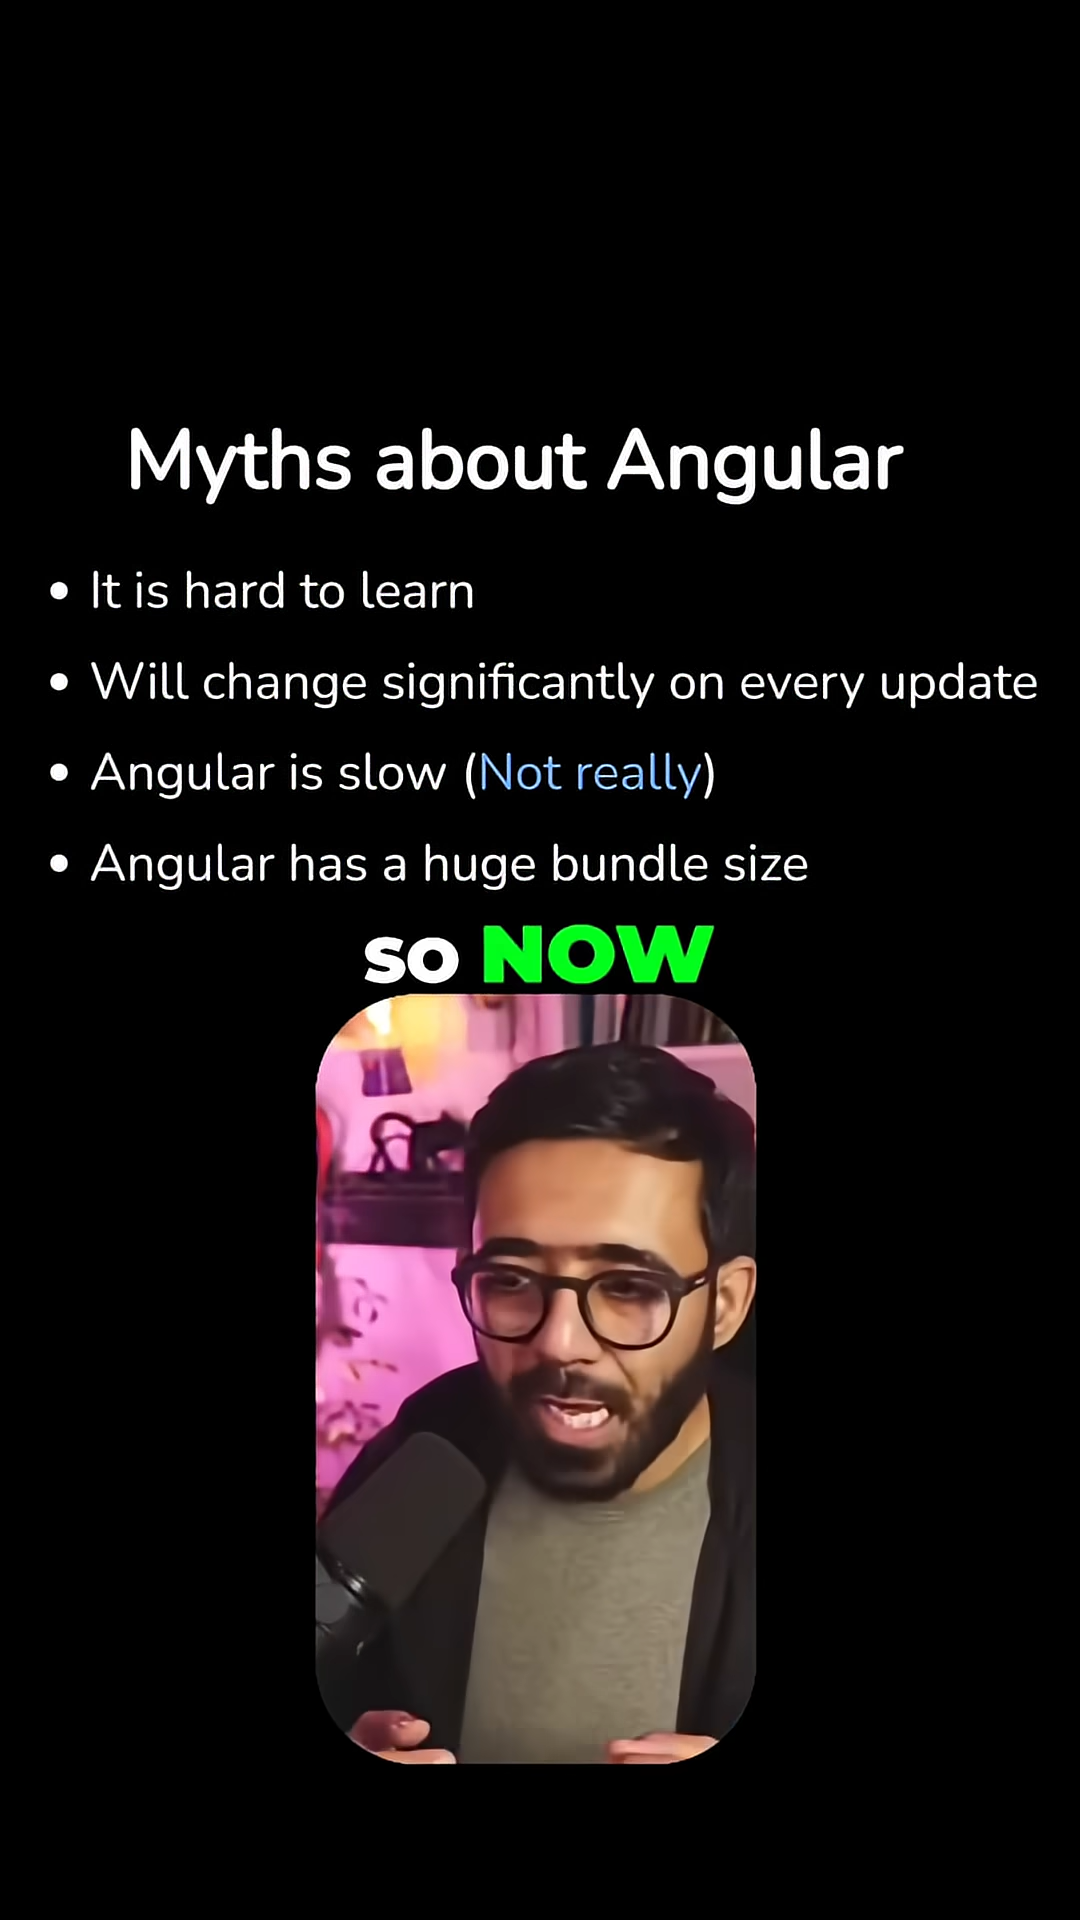 Myths about Angular
• It is hard to learn
• Will change significantly on every update
• Angular is slow (Not really)
• Angular has a huge bundle size
so NOW